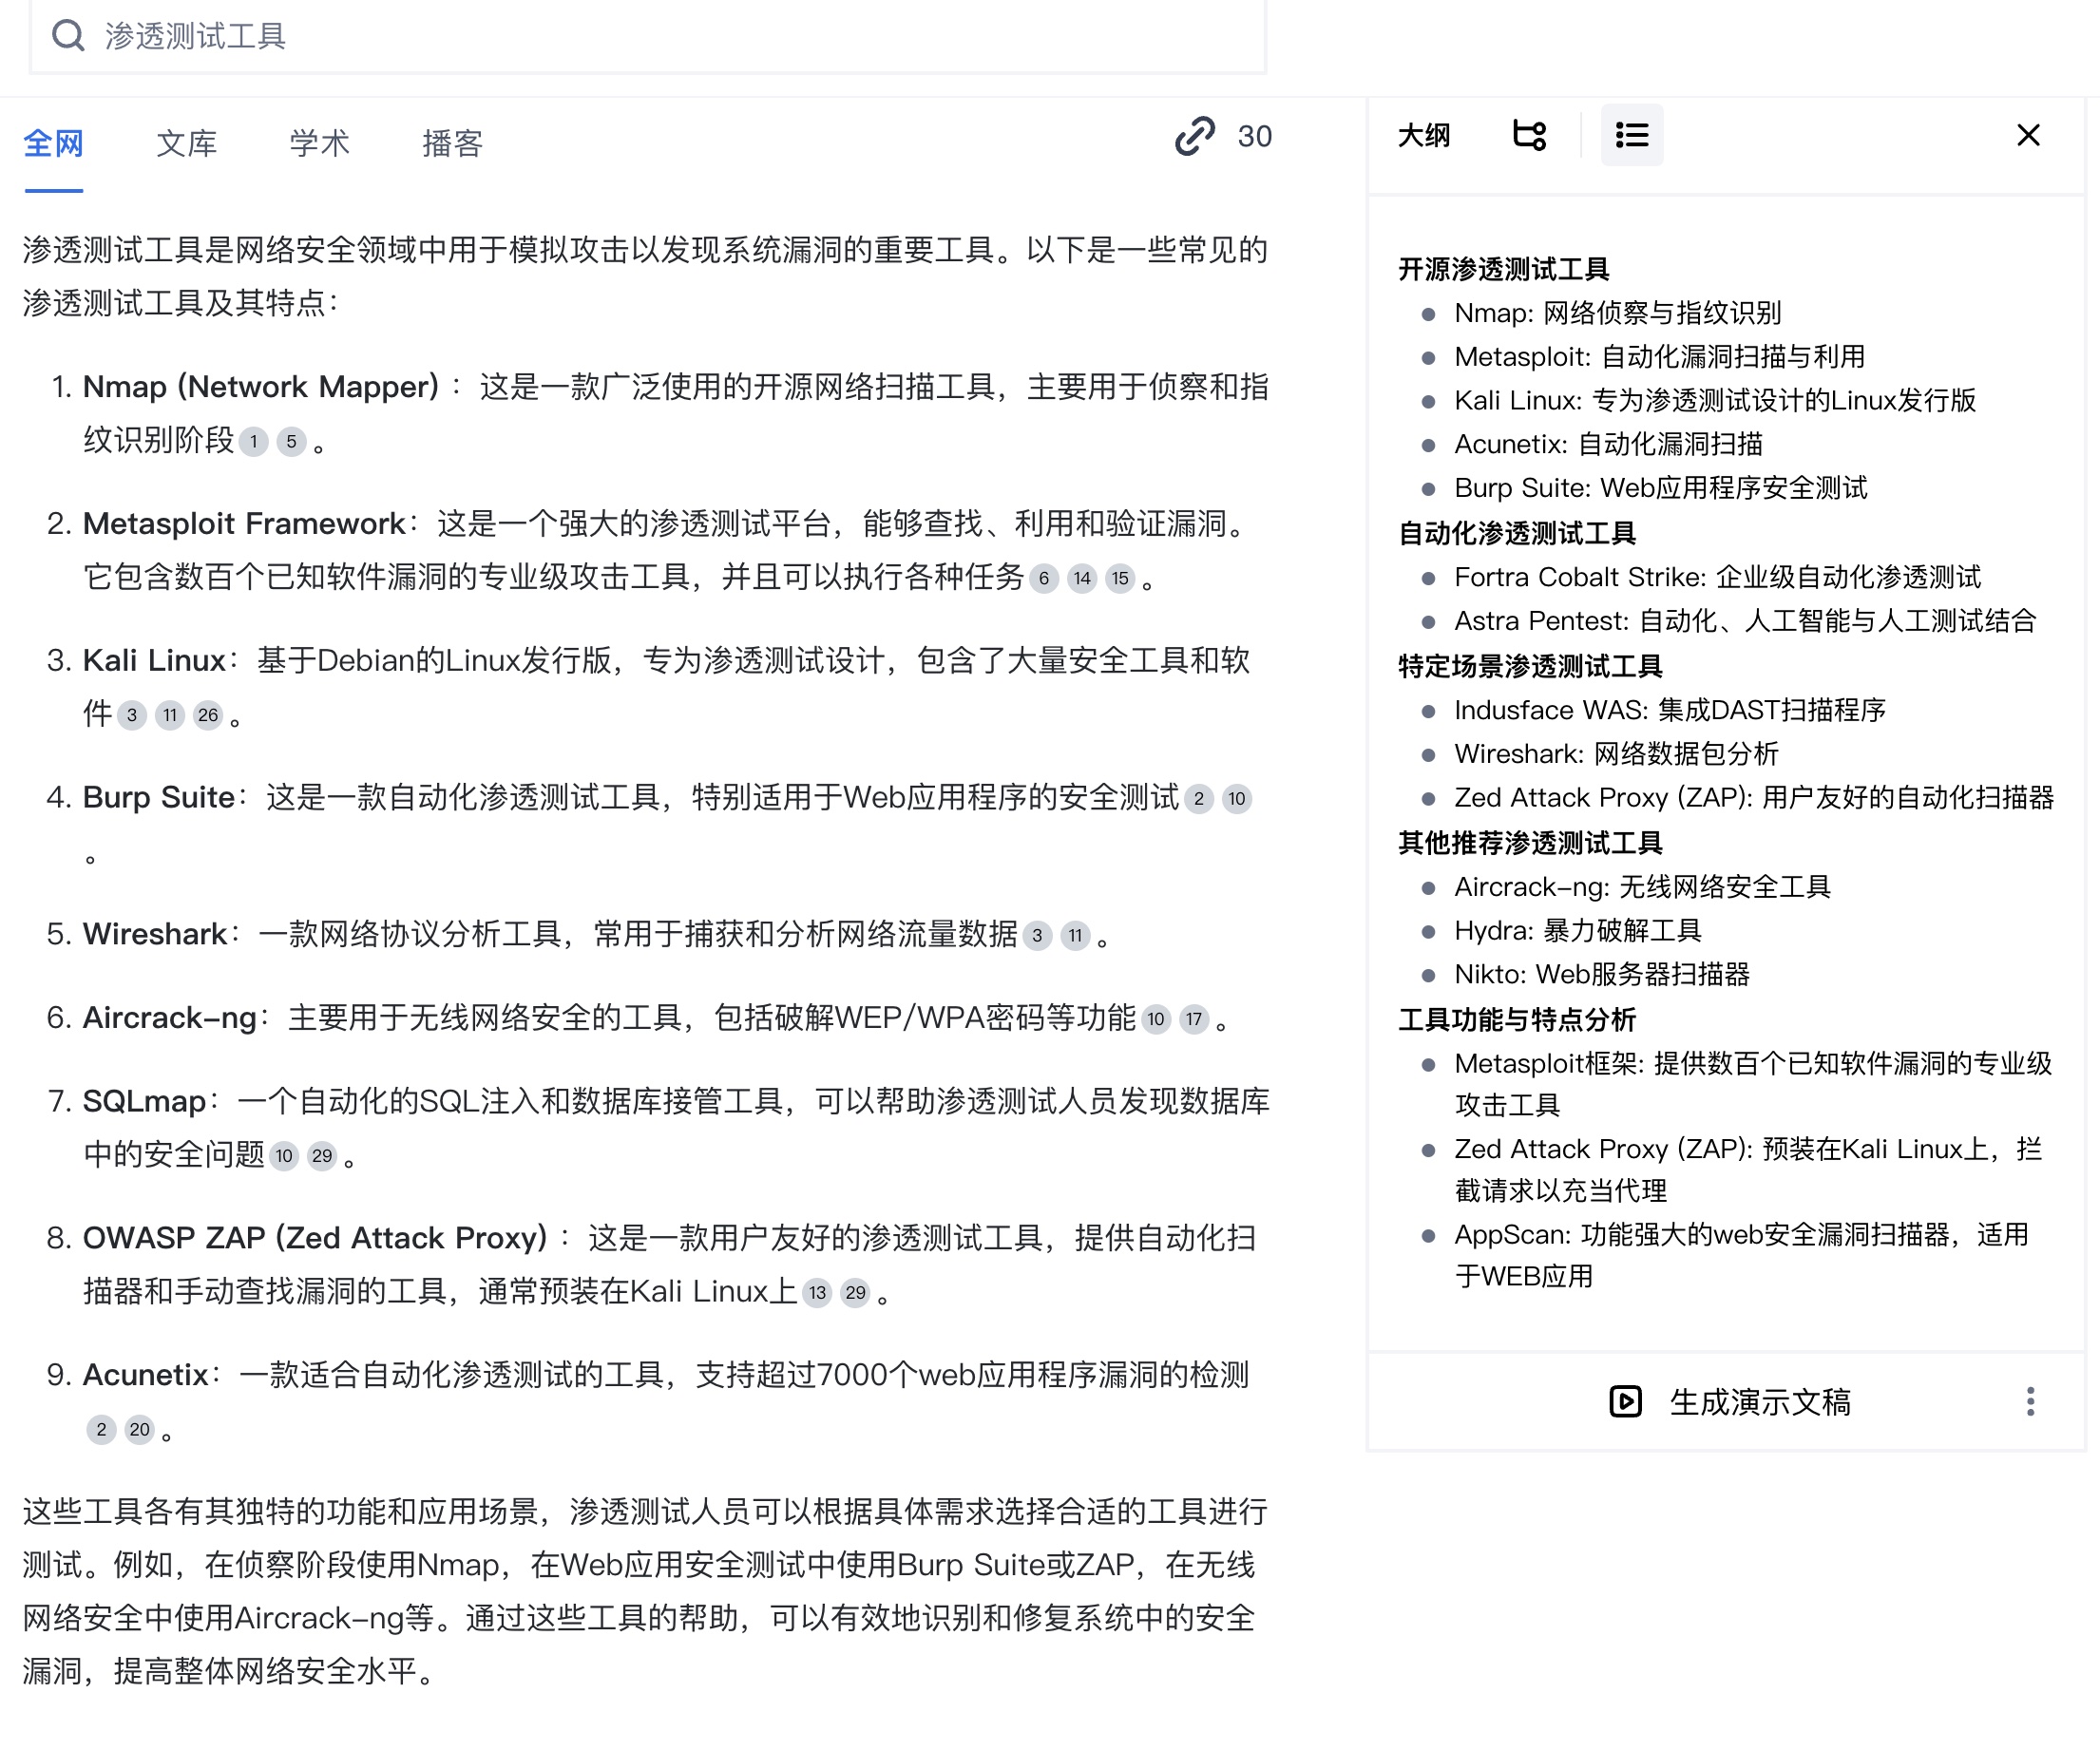 渗透测试工具
全网
文库
学术
播客
30
渗透测试工具是网络安全领域中用于模拟攻击以发现系统漏洞的重要工具。以下是一些常见的
渗透测试工具及其特点：
1. Nmap (Network Mapper) ：这是一款广泛使用的开源网络扫描工具，主要用于侦察和指
纹识别阶段 1 5 。
2. Metasploit Framework：这是一个强大的渗透测试平台，能够查找、利用和验证漏洞。
它包含数百个已知软件漏洞的专业级攻击工具，并且可以执行各种任务 6 14 15 。
3. Kali Linux：基于Debian的Linux发行版，专为渗透测试设计，包含了大量安全工具和软
件 3 11 26 。
4. Burp Suite：这是一款自动化渗透测试工具，特别适用于Web应用程序的安全测试 2 10
。
5. Wireshark：一款网络协议分析工具，常用于捕获和分析网络流量数据 3 11 。
6. Aircrack-ng：主要用于无线网络安全的工具，包括破解WEP/WPA密码等功能 10 17 。
7. SQLmap：一个自动化的SQL注入和数据库接管工具，可以帮助渗透测试人员发现数据库
中的安全问题 10 29 。
8. OWASP ZAP (Zed Attack Proxy) ：这是一款用户友好的渗透测试工具，提供自动化扫
描器和手动查找漏洞的工具，通常预装在Kali Linux上 13 29 。
9. Acunetix：一款适合自动化渗透测试的工具，支持超过7000个web应用程序漏洞的检测
2 20 。
这些工具各有其独特的功能和应用场景，渗透测试人员可以根据具体需求选择合适的工具进行
测试。例如，在侦察阶段使用Nmap，在Web应用安全测试中使用Burp Suite或ZAP，在无线
网络安全中使用Aircrack-ng等。通过这些工具的帮助，可以有效地识别和修复系统中的安全
漏洞，提高整体网络安全水平。
大纲
开源渗透测试工具
Nmap: 网络侦察与指纹识别
Metasploit: 自动化漏洞扫描与利用
Kali Linux: 专为渗透测试设计的Linux发行版
Acunetix: 自动化漏洞扫描
Burp Suite: Web应用程序安全测试
自动化渗透测试工具
Fortra Cobalt Strike: 企业级自动化渗透测试
Astra Pentest: 自动化、人工智能与人工测试结合
特定场景渗透测试工具
Indusface WAS: 集成DAST扫描程序
Wireshark: 网络数据包分析
Zed Attack Proxy (ZAP): 用户友好的自动化扫描器
其他推荐渗透测试工具
Aircrack-ng: 无线网络安全工具
Hydra: 暴力破解工具
Nikto: Web服务器扫描器
工具功能与特点分析
Metasploit框架: 提供数百个已知软件漏洞的专业级
攻击工具
Zed Attack Proxy (ZAP): 预装在Kali Linux上，拦
截请求以充当代理
AppScan: 功能强大的web安全漏洞扫描器，适用
于WEB应用
生成演示文稿